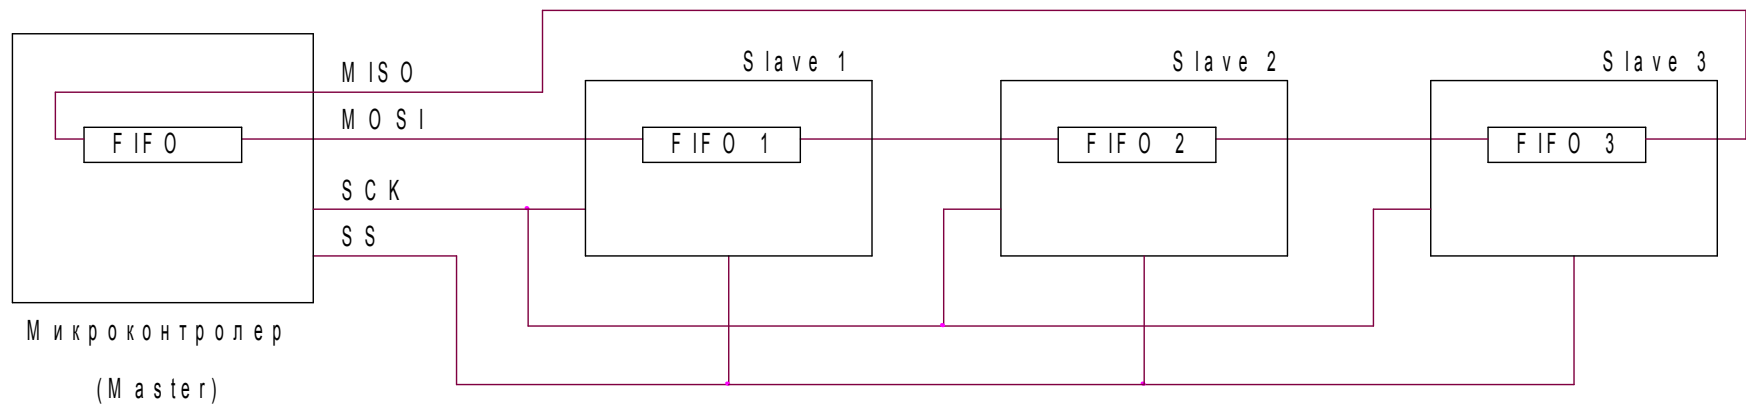 MISO
MOSI
SCK
SS
FIFO
Микроконтролер
(Master)
Slave 1
FIFO 1
Slave 2
FIFO 2
Slave 3
FIFO 3